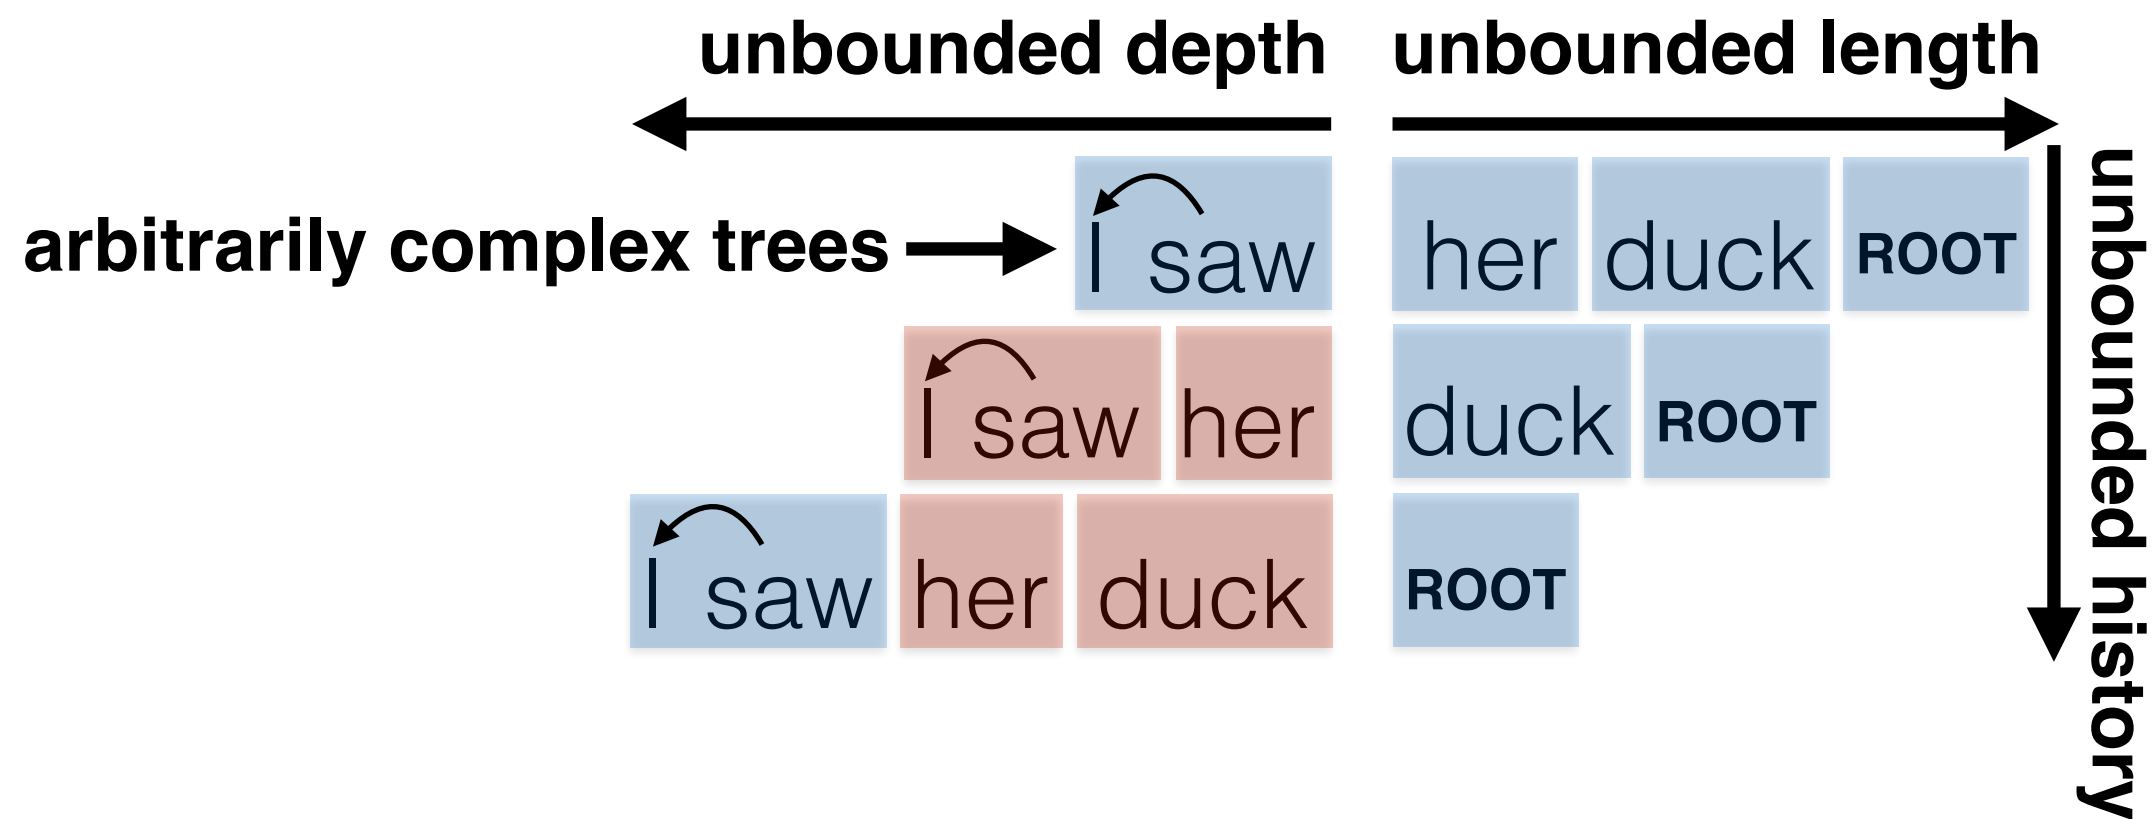 unbounded depth unbounded length
arbitrarily complex trees I saw her duck ROOT
I saw her duck ROOT
I saw her duck ROOT
unbounded history